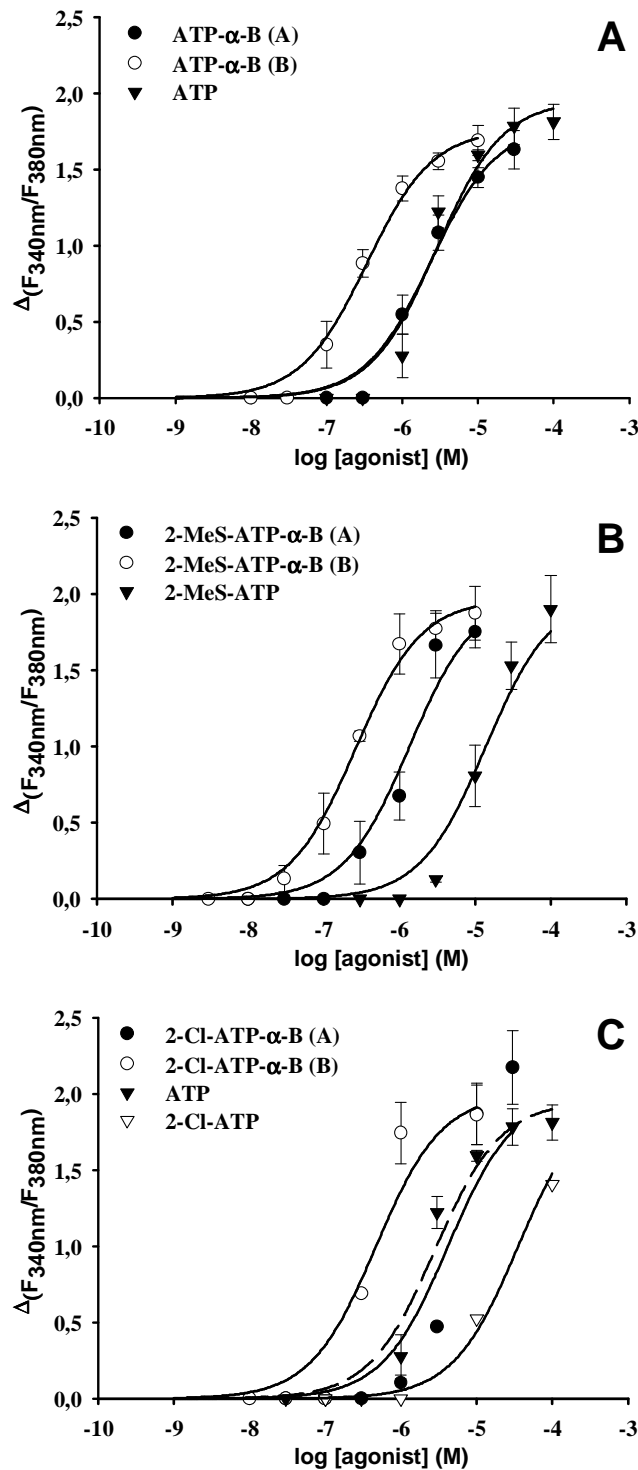 A
ATP-α-B (A)
ATP-α-B (B)
ATP
2,5
2,0
1,5
1,0
0,5
0,0
Δ(F340nm/F380nm)
-10 -9 -8 -7 -6 -5 -4 -3
log [agonist] (M)
B
2-MeS-ATP-α-B (A)
2-MeS-ATP-α-B (B)
2-MeS-ATP
2,5
2,0
1,5
1,0
0,5
0,0
Δ(F340nm/F380nm)
-10 -9 -8 -7 -6 -5 -4 -3
log [agonist] (M)
C
2-Cl-ATP-α-B (A)
2-Cl-ATP-α-B (B)
ATP
2-Cl-ATP
2,5
2,0
1,5
1,0
0,5
0,0
Δ(F340nm/F380nm)
-10 -9 -8 -7 -6 -5 -4 -3
log [agonist] (M)